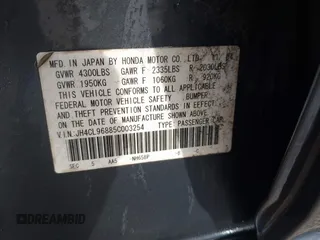 MFD. IN JAPAN BY HONDA MOTOR CO.,LTD.
GVWR 4300LBS GAWR F 2335LBS R 2030LBS
GVWR 1950KG GAWR F 1060KG R 920KG
THIS VEHICLE CONFORMS TO ALL APPLICABLE
FEDERAL MOTOR VEHICLE SAFETY, BUMPER,
AND THEFT PREVENTION STANDARDS IN EFFECT
ON THE DATE OF MANUFACTURE SHOWN ABOVE.
V.I.N.:JH4CL96885C003254 TYPE: PASSENGER CAR
DREAMBID